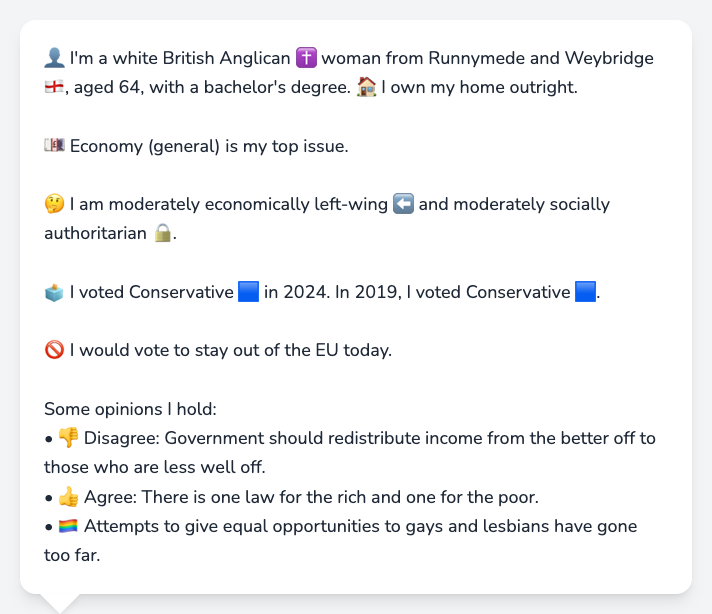 👤 I'm a white British Anglican ✝️ woman from Runnymede and Weybridge
🏴󠁧󠁢󠁥󠁮󠁧󠁿, aged 64, with a bachelor's degree. 🏠 I own my home outright.
💷 Economy (general) is my top issue.
🤔 I am moderately economically left-wing ⬅️ and moderately socially
authoritarian 🔒.
🗳️ I voted Conservative 🟦 in 2024. In 2019, I voted Conservative 🟦.
🚫 I would vote to stay out of the EU today.
Some opinions I hold:
• 👎 Disagree: Government should redistribute income from the better off to
those who are less well off.
• 👍 Agree: There is one law for the rich and one for the poor.
• 🏳️‍🌈 Attempts to give equal opportunities to gays and lesbians have gone
too far.